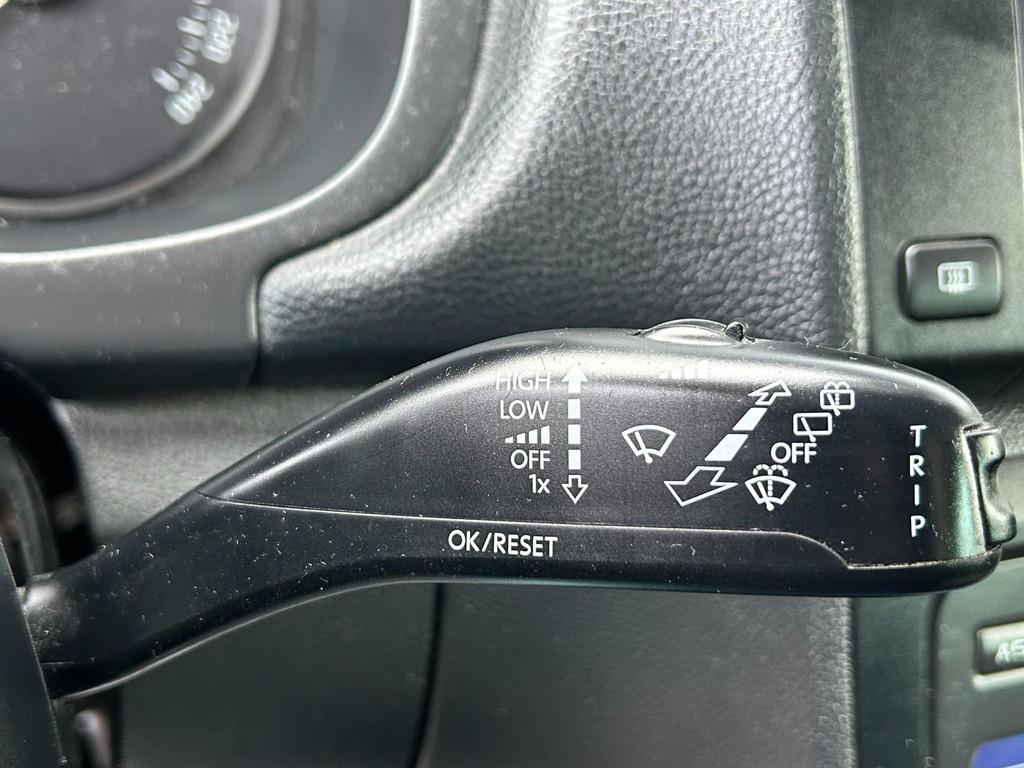 HIGH
LOW
OFF
1x
OFF
TRIP
OK/RESET